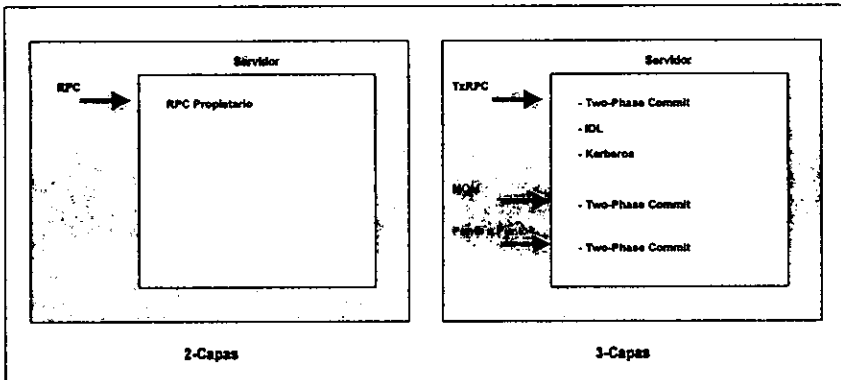 Servidor
RPC
RPC Propietario
2-Capas
Servidor
TxRPC
- Two-Phase Commit
- IDL
- Kerberos
MOM
- Two-Phase Commit
- Two-Phase Commit
3-Capas